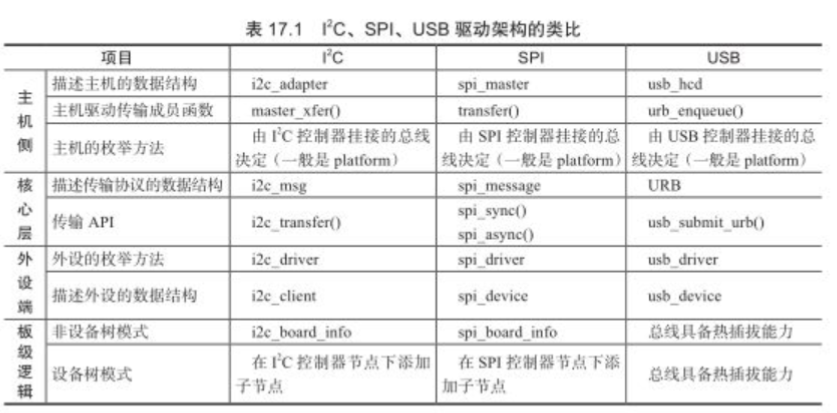 表 17.1 I²C、SPI、USB 驱动架构的类比
项目 I²C SPI USB
主机侧
描述主机的数据结构 i2c_adapter spi_master usb_hcd
主机驱动传输成员函数 master_xfer() transfer() urb_enqueue()
主机的枚举方法 由 I²C 控制器挂接的总线决定（一般是 platform） 由 SPI 控制器挂接的总线决定（一般是 platform） 由 USB 控制器挂接的总线决定（一般是 platform）
核心层
描述传输协议的数据结构 i2c_msg spi_message URB
传输 API i2c_transfer() spi_sync() spi_async() usb_submit_urb()
外设端
外设的枚举方法 i2c_driver spi_driver usb_driver
描述外设的数据结构 i2c_client spi_device usb_device
板级逻辑
非设备树模式 i2c_board_info spi_board_info 总线具备热插拔能力
设备树模式 在 I²C 控制器节点下添加子节点 在 SPI 控制器节点下添加子节点 总线具备热插拔能力